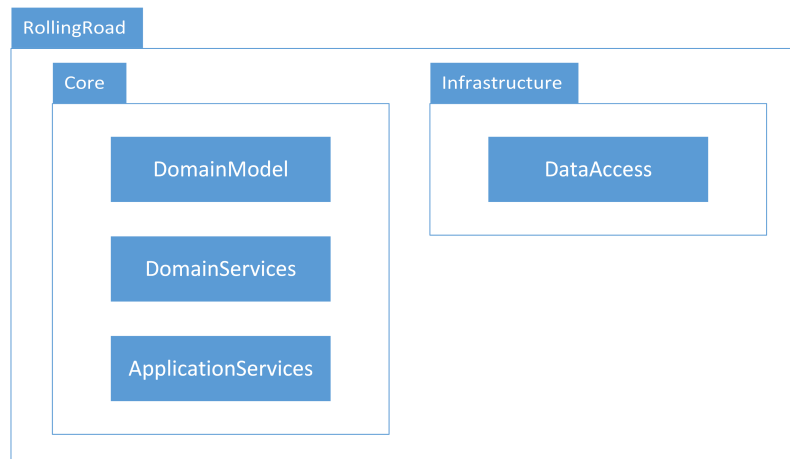 RollingRoad
Core
DomainModel
DomainServices
ApplicationServices
Infrastructure
DataAccess